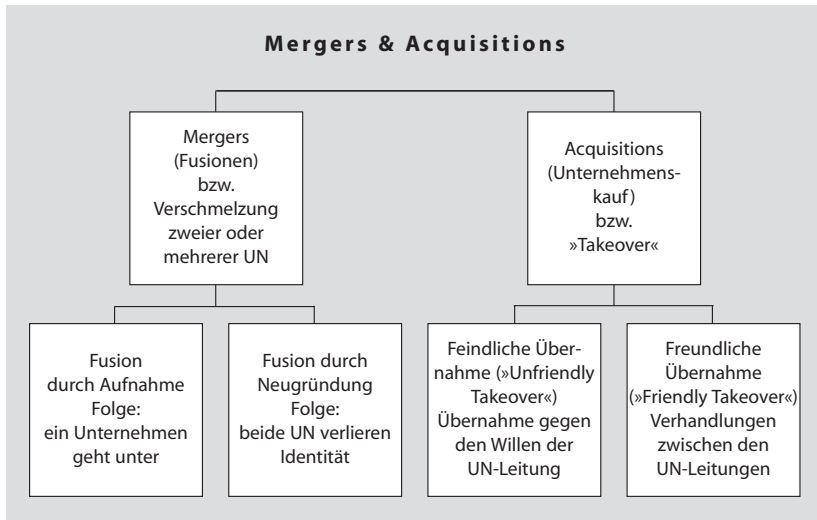 Mergers & Acquisitions
Mergers
(Fusionen)
bzw.
Verschmelzung
zweier oder
mehrerer UN
Acquisitions
(Unternehmens-
kauf)
bzw.
»Takeover«
Fusion
durch Aufnahme
Folge:
ein Unternehmen
geht unter
Fusion durch
Neugründung
Folge:
beide UN verlieren
Identität
Feindliche Über-
nahme (»Unfriendly
Takeover«)
Übernahme gegen
den Willen der
UN-Leitung
Freundliche
Übernahme
(»Friendly Takeover«)
Verhandlungen
zwischen den
UN-Leitungen